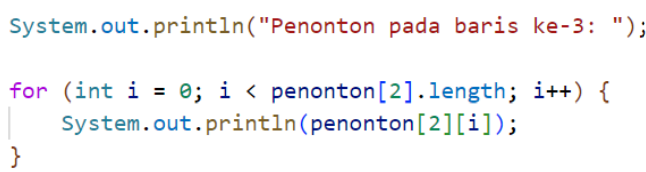 System.out.println("Penonton pada baris ke-3: ");
for (int i = 0; i < penonton[2].length; i++) {
System.out.println(penonton[2][i]);
}